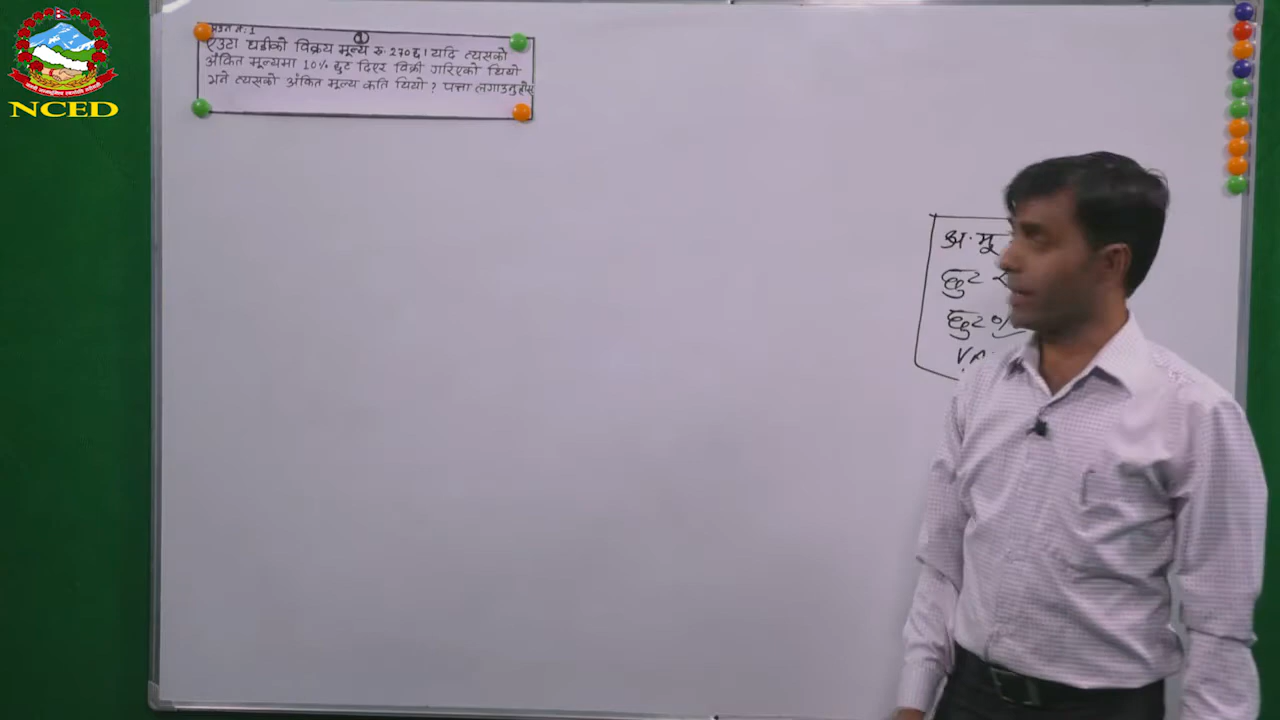 NCED
प्रश्न नं: 1
①
एउटा घडीको विक्रय मूल्य रु 270 छ। यदि त्यसको
अंकित मूल्यमा 10% छुट दिएर विक्री गरिएको थियो
भने त्यसको अंकित मूल्य कति थियो? पत्ता लगाउनुहोस्
अ.मू
छुट र
छुट %